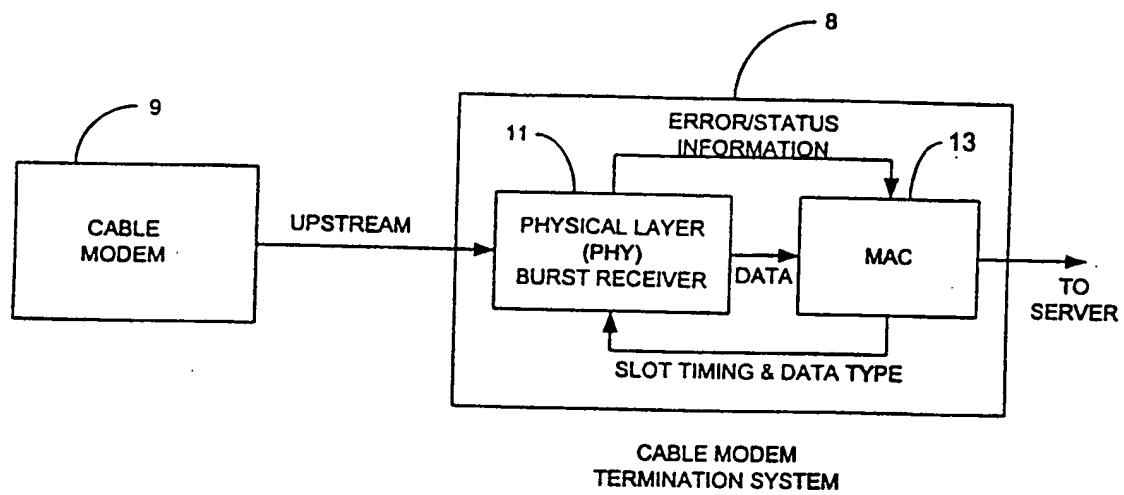 8
9
11
ERROR/STATUS
INFORMATION
13
CABLE
MODEM
UPSTREAM
PHYSICAL LAYER
(PHY)
BURST RECEIVER
DATA
MAC
TO
SERVER
SLOT TIMING & DATA TYPE
CABLE MODEM
TERMINATION SYSTEM